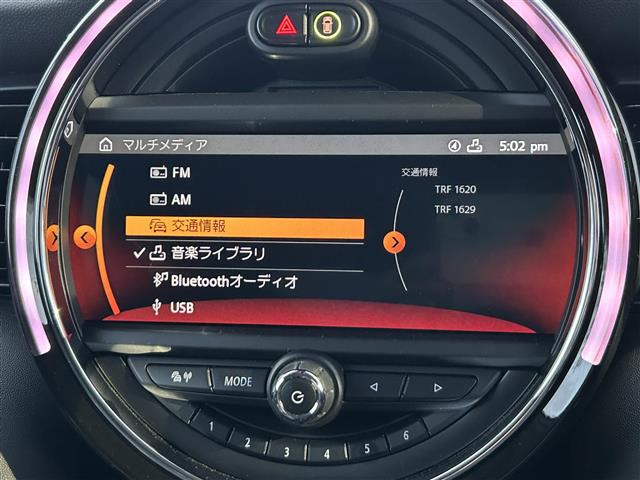 マルチメディア
5:02 pm
FM
AM
交通情報
音楽ライブラリ
Bluetoothオーディオ
USB
交通情報
TRF 1620
TRF 1629
MODE
1 2 3 4 5 6